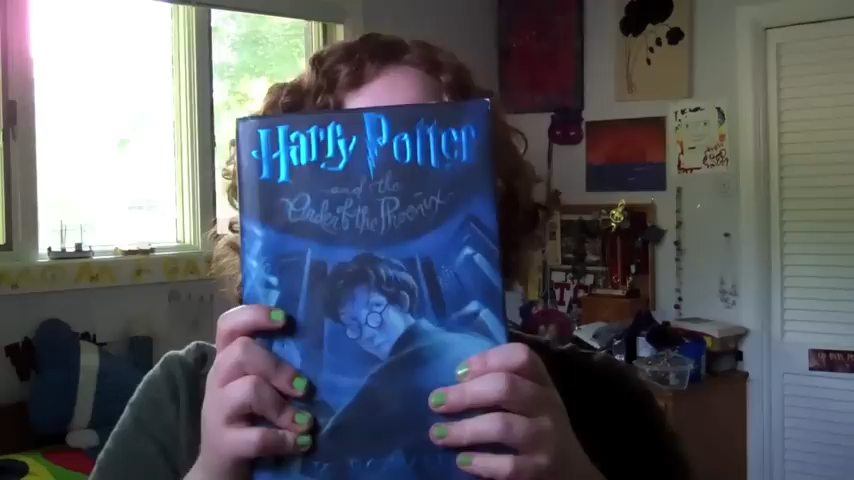 Harry Potter
and the
Order of the Phoenix